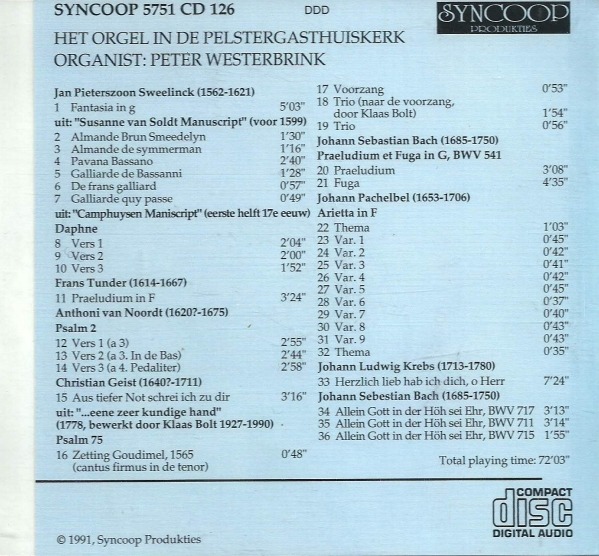 SYNCOOP 5751 CD 126
DDD
SYNCOOP
PRODUKTIES
HET ORGEL IN DE PELSTERGASTHUISKERK
ORGANIST: PETER WESTERBRINK
Jan Pieterszoon Sweelinck (1562-1621)
1 Fantasia in g 5'03"
uit: "Susanne van Soldt Manuscript" (voor 1599)
2 Almande Brun Smeedelyn 1'30"
3 Almande de symmerman 1'16"
4 Pavana Bassano 2'40"
5 Galliarde de Bassanni 1'28"
6 De frans galliard 0'57"
7 Galliarde quy passe 0'49"
uit: "Camphuysen Maniscript" (eerste helft 17e eeuw)
Daphne
8 Vers 1 2'04"
9 Vers 2 2'00"
10 Vers 3 1'52"
Frans Tunder (1614-1667)
11 Praeludium in F 3'24"
Anthoni van Noordt (1620?-1675)
Psalm 2
12 Vers 1 (a 3) 2'55"
13 Vers 2 (a 3. In de Bas) 2'44"
14 Vers 3 (a 4. Pedaliter) 2'58"
Christian Geist (1640?-1711)
15 Aus tiefer Not schrei ich zu dir 3'16"
uit: "...eene zeer kundige hand"
(1778, bewerkt door Klaas Bolt 1927-1990)
Psalm 75
16 Zetting Goudimel, 1565 0'48"
(cantus firmus in de tenor)
17 Voorzang 0'53"
18 Trio (naar de voorzang,
door Klaas Bolt) 1'54"
19 Trio 0'56"
Johann Sebastian Bach (1685-1750)
Praeludium et Fuga in G, BWV 541
20 Praeludium 3'08"
21 Fuga 4'35"
Johann Pachelbel (1653-1706)
Arietta in F
22 Thema 1'03"
23 Var. 1 0'45"
24 Var. 2 0'42"
25 Var. 3 0'41"
26 Var. 4 0'42"
27 Var. 5 0'45"
28 Var. 6 0'37"
29 Var. 7 0'40"
30 Var. 8 0'43"
31 Var. 9 0'43"
32 Thema 0'35"
Johann Ludwig Krebs (1713-1780)
33 Herzlich lieb hab ich dich, o Herr 7'24"
Johann Sebestian Bach (1685-1750)
34 Allein Gott in der Höh sei Ehr, BWV 717 3'13"
35 Allein Gott in der Höh sei Ehr, BWV 711 3'14"
36 Allein Gott in der Höh sei Ehr, BWV 715 1'55"
Total playing time: 72'03"
COMPACT
disc
DIGITAL AUDIO
© 1991, Syncoop Produkties